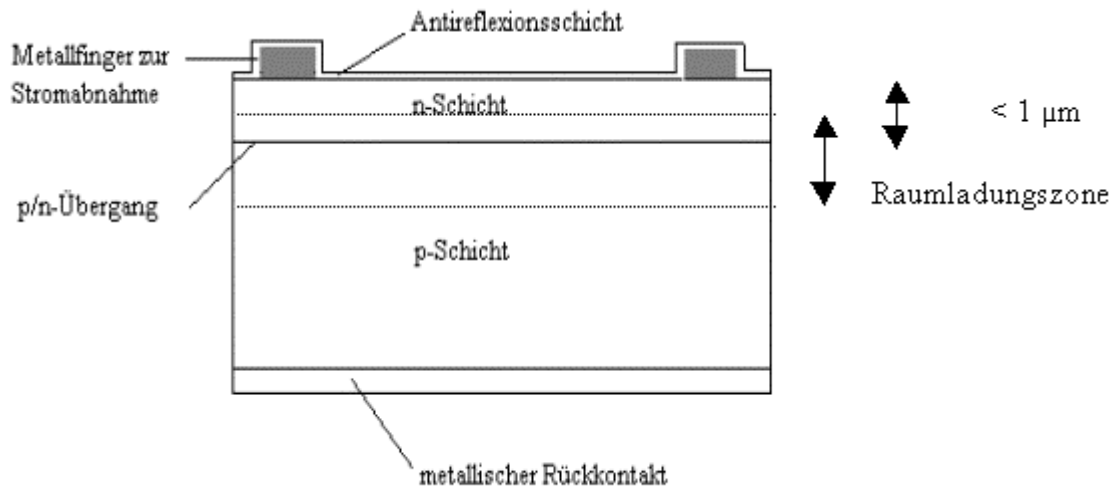 Antireflexionsschicht
Metallfinger zur
Stromabnahme
n-Schicht
< 1 µm
p/n-Übergang
Raumladungszone
p-Schicht
metallischer Rückkontakt